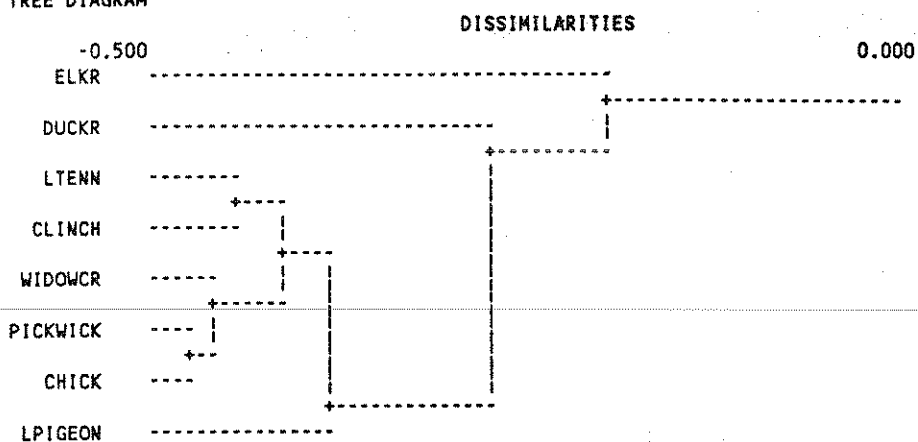 TREE DIAGRAM
DISSIMILARITIES
-0.500 0.000
ELKR
DUCKR
LTENN
CLINCH
WIDOWCR
PICKWICK
CHICK
LPIGEON